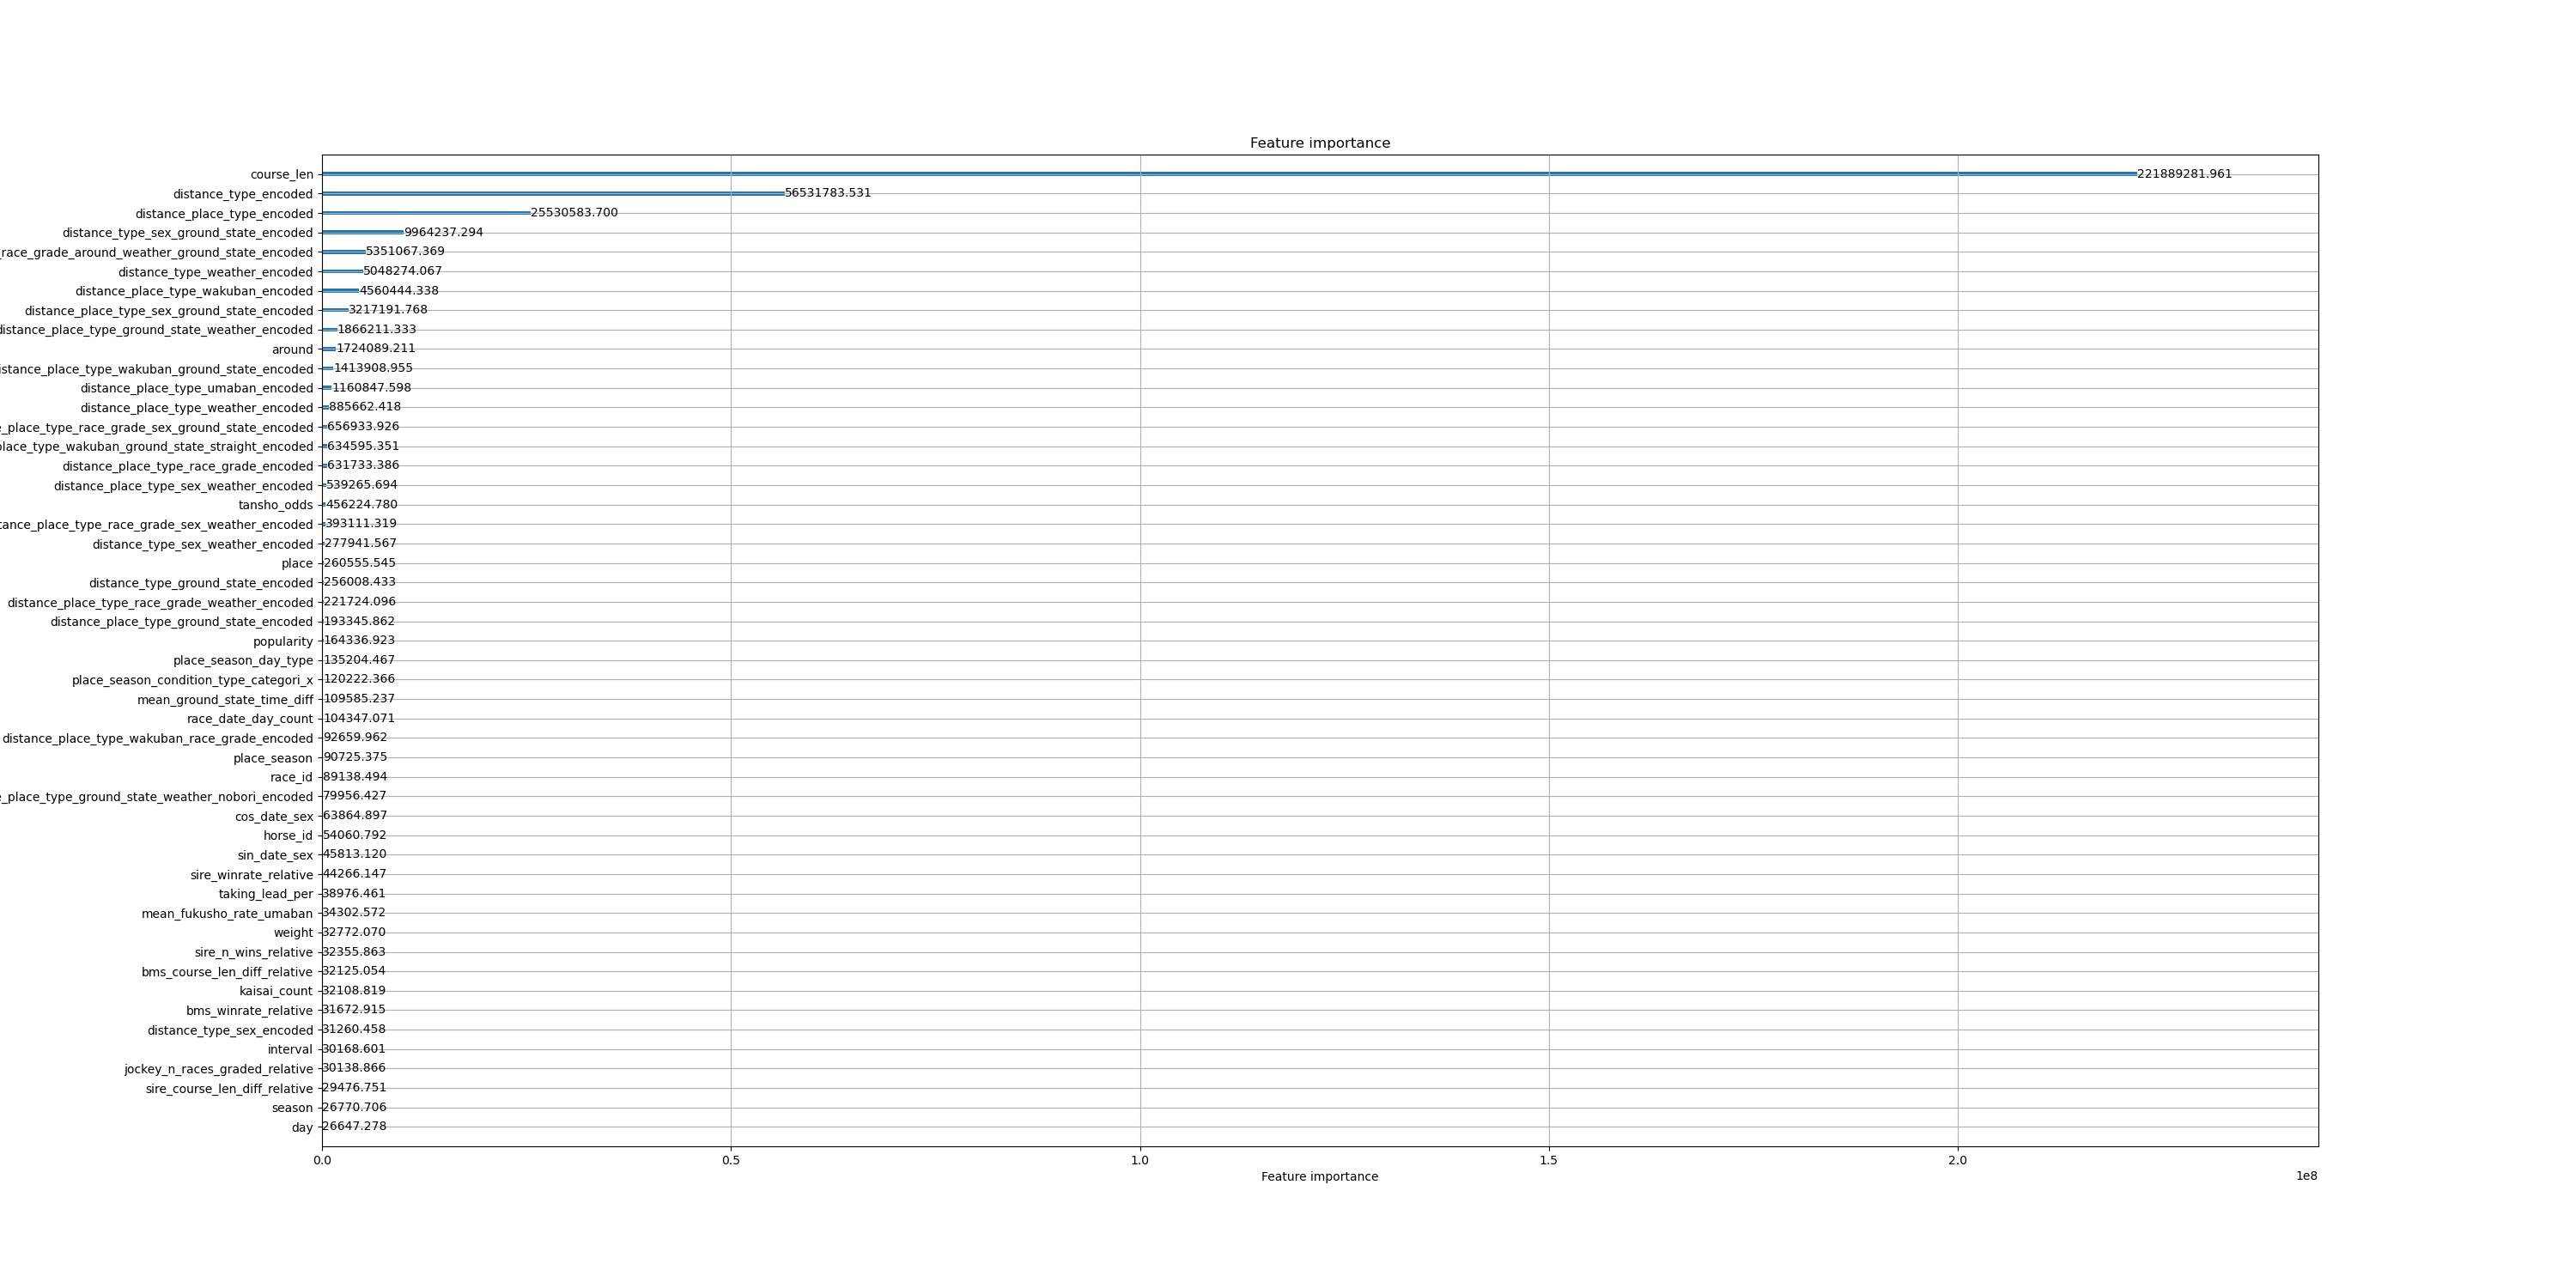 Feature importance
course_len 221889281.961
distance_type_encoded 56531783.531
distance_place_type_encoded 25530583.700
distance_type_sex_ground_state_encoded 9964237.294
_race_grade_around_weather_ground_state_encoded 5351067.369
distance_type_weather_encoded 5048274.067
distance_place_type_wakuban_encoded 4560444.338
distance_place_type_sex_ground_state_encoded 3217191.768
distance_place_type_ground_state_weather_encoded 1866211.333
around 1724089.211
istance_place_type_wakuban_ground_state_encoded 1413908.955
distance_place_type_umaban_encoded 1160847.598
distance_place_type_weather_encoded 885662.418
_place_type_race_grade_sex_ground_state_encoded 656933.926
place_type_wakuban_ground_state_straight_encoded 634595.351
distance_place_type_race_grade_encoded 631733.386
distance_place_type_sex_weather_encoded 539265.694
tansho_odds 456224.780
tance_place_type_race_grade_sex_weather_encoded 393111.319
distance_type_sex_weather_encoded 277941.567
place 260555.545
distance_type_ground_state_encoded 256008.433
distance_place_type_race_grade_weather_encoded 221724.096
distance_place_type_ground_state_encoded 193345.862
popularity 164336.923
place_season_day_type 135204.467
place_season_condition_type_categori_x 120222.366
mean_ground_state_time_diff 109585.237
race_date_day_count 104347.071
distance_place_type_wakuban_race_grade_encoded 92659.962
place_season 90725.375
race_id 89138.494
_place_type_ground_state_weather_nobori_encoded 79956.427
cos_date_sex 63864.897
horse_id 54060.792
sin_date_sex 45813.120
sire_winrate_relative 44266.147
taking_lead_per 38976.461
mean_fukusho_rate_umaban 34302.572
weight 32772.070
sire_n_wins_relative 32355.863
bms_course_len_diff_relative 32125.054
kaisai_count 32108.819
bms_winrate_relative 31672.915
distance_type_sex_encoded 31260.458
interval 30168.601
jockey_n_races_graded_relative 30138.866
sire_course_len_diff_relative 29476.751
season 26770.706
day 26647.278
0.0 0.5 1.0 1.5 2.0
Feature importance 1e8